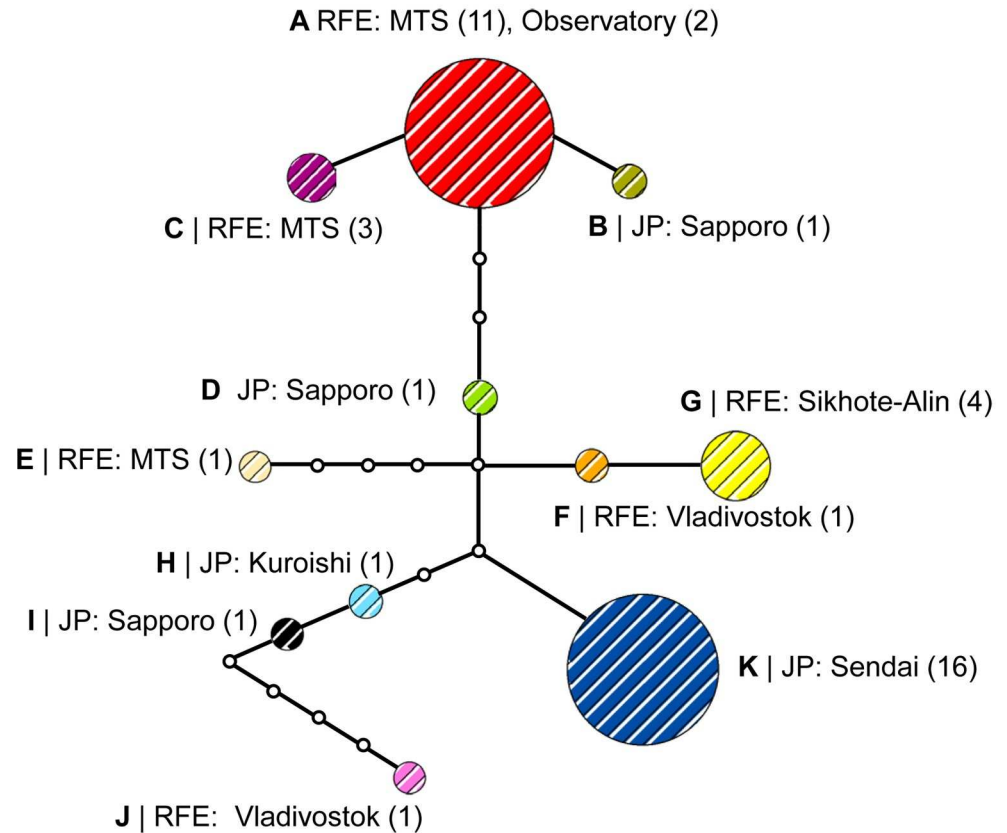 A RFE: MTS (11), Observatory (2)
C | RFE: MTS (3)
B | JP: Sapporo (1)
D JP: Sapporo (1)
G | RFE: Sikhote-Alin (4)
E | RFE: MTS (1)
F | RFE: Vladivostok (1)
H | JP: Kuroishi (1)
I | JP: Sapporo (1)
K | JP: Sendai (16)
J | RFE: Vladivostok (1)